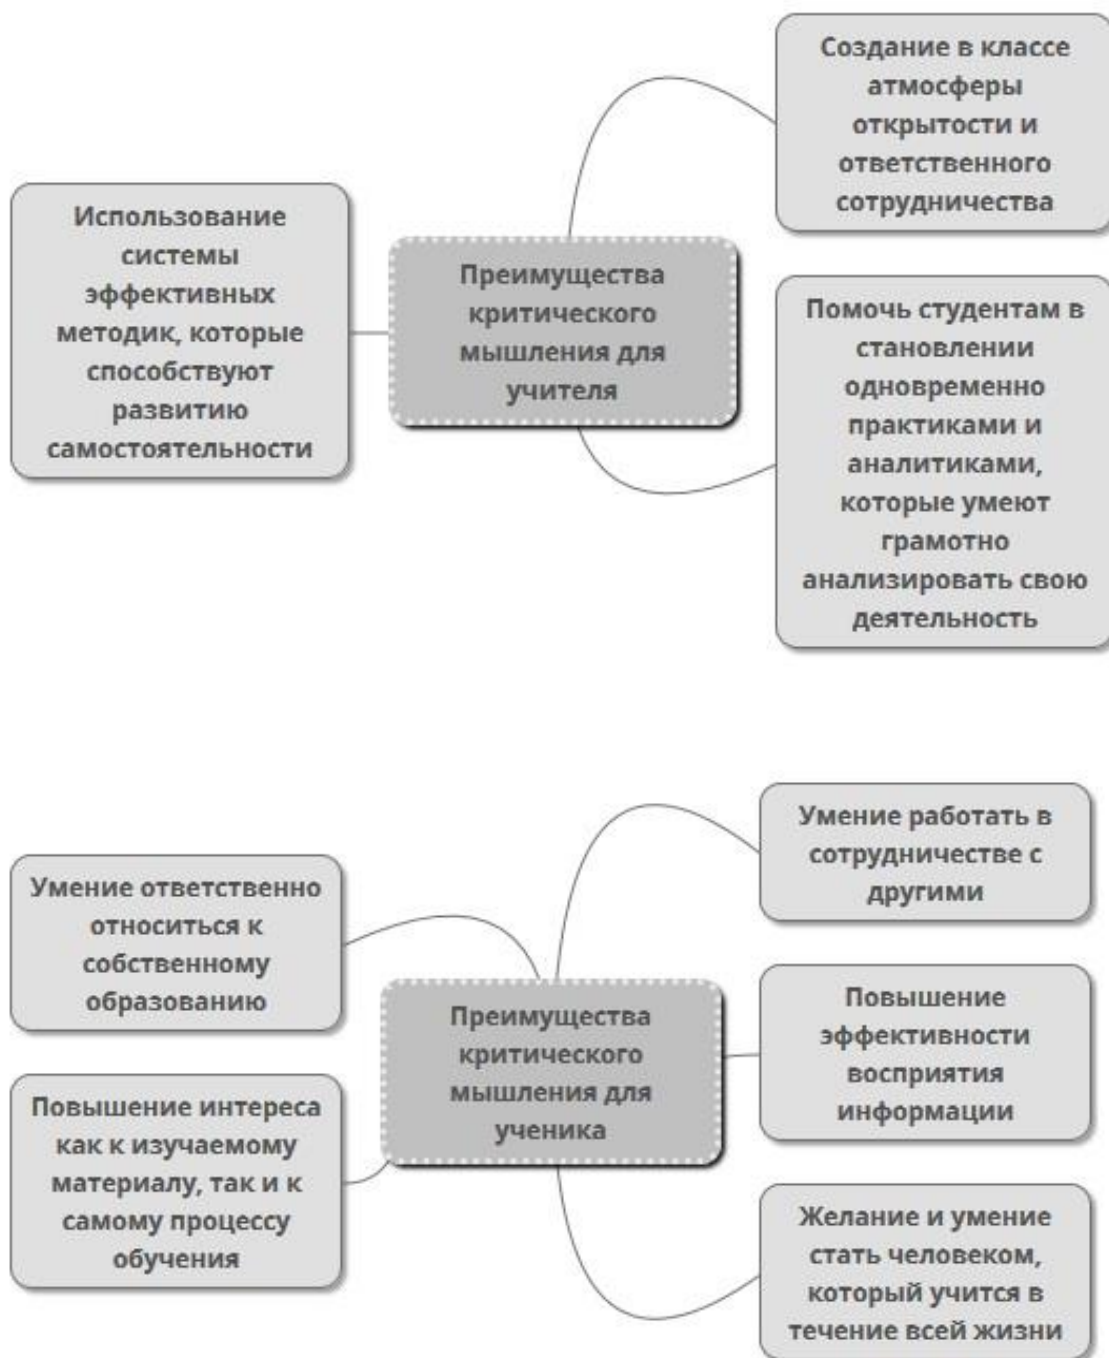 Создание в классе
атмосферы
открытости и
ответственного
сотрудничества
Использование
системы
эффективных
методик, которые
способствуют
развитию
самостоятельности
Преимущества
критического
мышления для
учителя
Помочь студентам в
становлении
одновременно
практиками и
аналитиками,
которые умеют
грамотно
анализировать свою
деятельность
Умение работать в
сотрудничестве с
другими
Умение ответственно
относиться к
собственному
образованию
Преимущества
критического
мышления для
ученика
Повышение
эффективности
восприятия
информации
Повышение интереса
как к изучаемому
материалу, так и к
самому процессу
обучения
Желание и умение
стать человеком,
который учится в
течение всей жизни